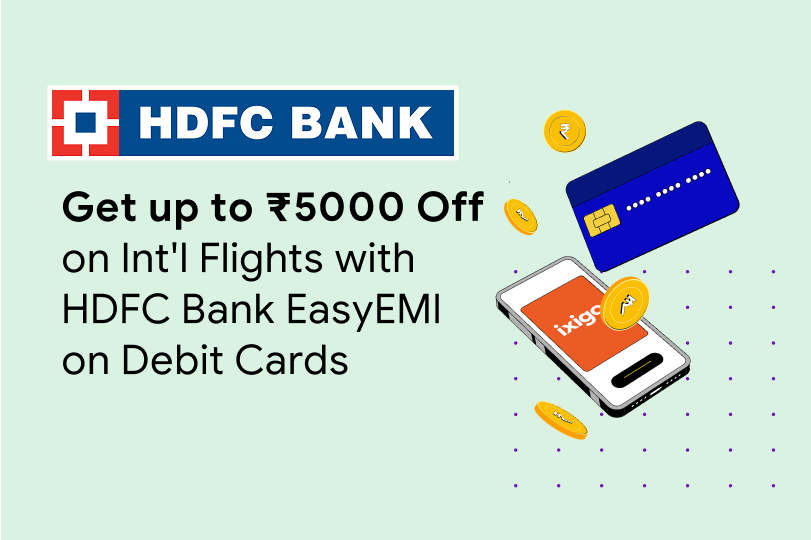 HDFC BANK
Get up to ₹5000 Off
on Int'l Flights with
HDFC Bank EasyEMI
on Debit Cards
ixigo
₹
₹